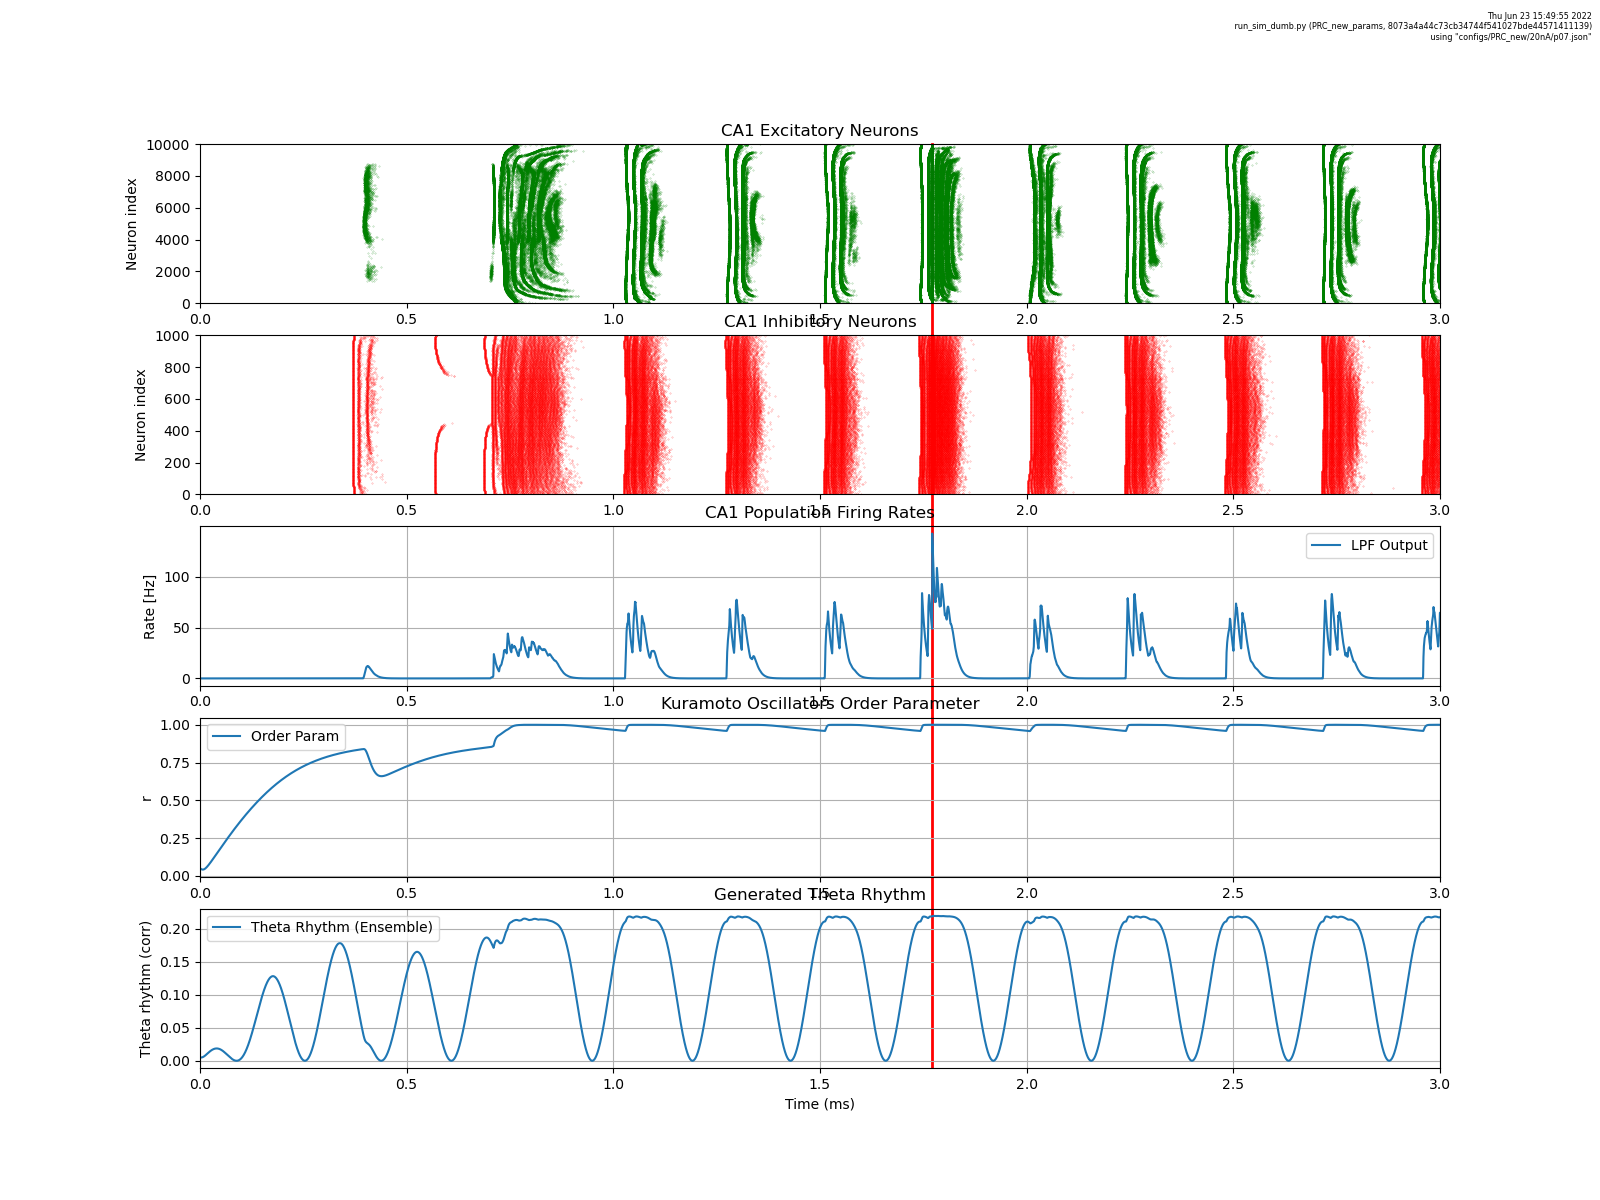 Thu Jun 23 15:49:55 2022
run_sim_dumb.py (PRC_new_params, 8073a4a44c73cb34744f541027bde44571411139)
using "configs/PRC_new/20nA/p07.json"
CA1 Excitatory Neurons
Neuron index
10000
8000
6000
4000
2000
0
0.0 0.5 1.0 1.5 2.0 2.5 3.0
CA1 Inhibitory Neurons
Neuron index
1000
800
600
400
200
0
0.0 0.5 1.0 1.5 2.0 2.5 3.0
CA1 Population Firing Rates
Rate [Hz]
100
50
0
LPF Output
0.0 0.5 1.0 1.5 2.0 2.5 3.0
Kuramoto Oscillators Order Parameter
r
1.00
0.75
0.50
0.25
0.00
Order Param
0.0 0.5 1.0 1.5 2.0 2.5 3.0
Generated Theta Rhythm
Theta rhythm (corr)
0.20
0.15
0.10
0.05
0.00
Theta Rhythm (Ensemble)
0.0 0.5 1.0 1.5 2.0 2.5 3.0
Time (ms)